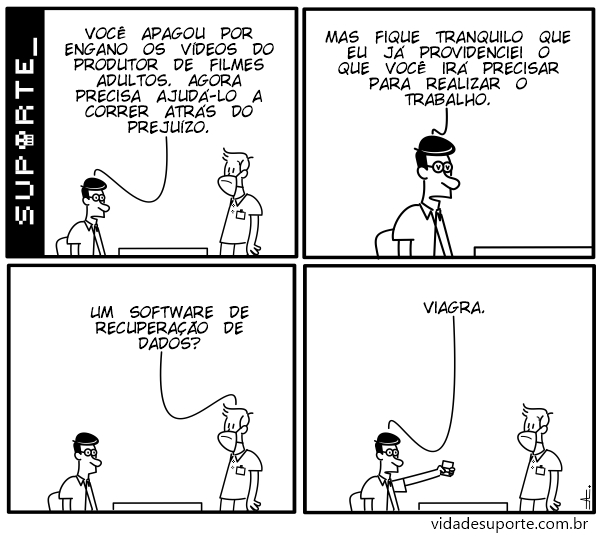 SUPORTE_
VOCÊ APAGOU POR
ENGANO OS VÍDEOS DO
PRODUTOR DE FILMES
ADULTOS. AGORA
PRECISA AJUDÁ-LO A
CORRER ATRÁS DO
PREJUÍZO.
MAS FIQUE TRANQUILO QUE
EU JÁ PROVIDENCIEI O
QUE VOCÊ IRÁ PRECISAR
PARA REALIZAR O
TRABALHO.
UM SOFTWARE DE
RECUPERAÇÃO DE
DADOS?
VIAGRA.
vidadesuporte.com.br